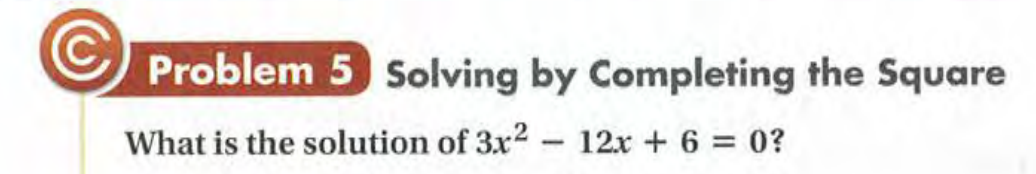 © Problem 5 Solving by Completing the Square
What is the solution of 3x² − 12x + 6 = 0?